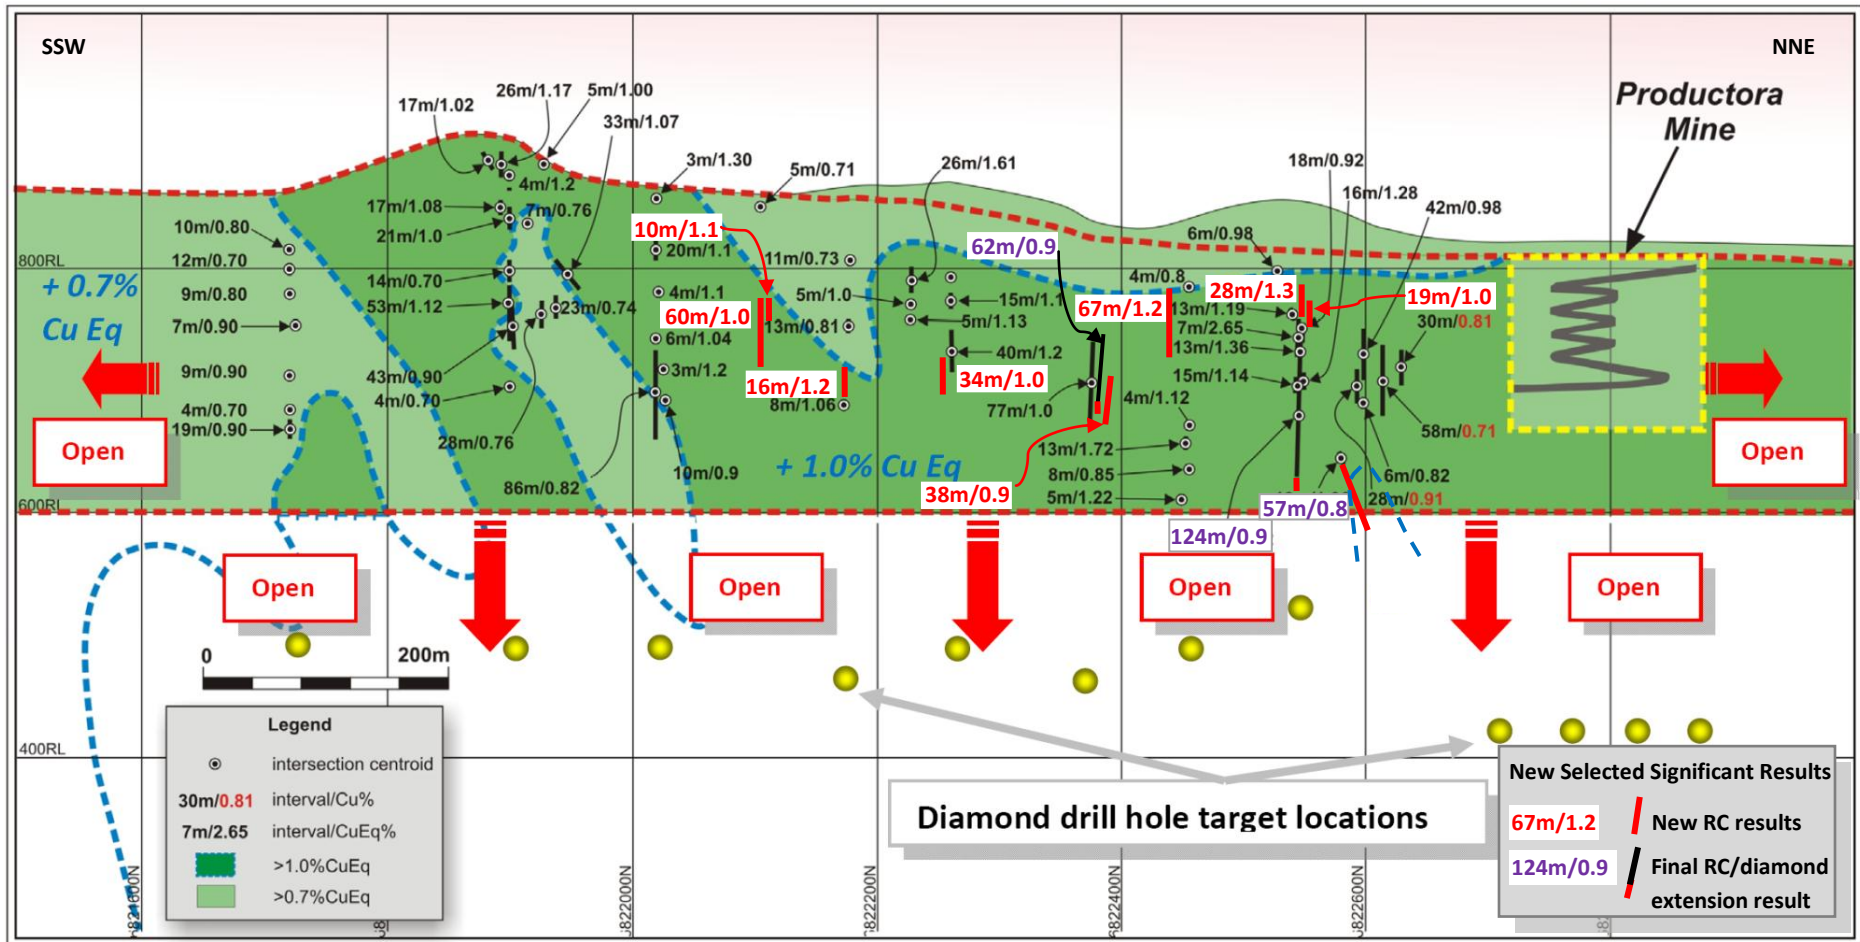 SSW
NNE
Productora
Mine
26m/1.17
5m/1.00
17m/1.02
33m/1.07
3m/1.30
5m/0.71
26m/1.61
18m/0.92
16m/1.28
42m/0.98
4m/1.2
17m/1.08
7m/0.76
21m/1.0
10m/0.80
12m/0.70
9m/0.80
7m/0.90
9m/0.90
4m/0.70
19m/0.90
800RL
+ 0.7%
Cu Eq
14m/0.70
53m/1.12
23m/0.74
43m/0.90
4m/0.70
28m/0.76
86m/0.82
10m/0.9
10m/1.1
20m/1.1
4m/1.1
60m/1.0
6m/1.04
3m/1.2
16m/1.2
11m/0.73
13m/0.81
8m/1.06
5m/1.0
15m/1.1
5m/1.13
40m/1.2
34m/1.0
62m/0.9
77m/1.0
38m/0.9
+ 1.0% Cu Eq
6m/0.98
4m/0.8
67m/1.2
28m/1.3
19m/1.0
13m/1.19
7m/2.65
13m/1.36
15m/1.14
30m/0.81
4m/1.12
13m/1.72
8m/0.85
5m/1.22
58m/0.71
6m/0.82
28m/0.91
57m/0.8
124m/0.9
600RL
Open
Open
Open
Open
Open
Open
0
200m
400RL
Legend
intersection centroid
30m/0.81 interval/Cu%
7m/2.65 interval/CuEq%
>1.0%CuEq
>0.7%CuEq
Diamond drill hole target locations
New Selected Significant Results
67m/1.2 New RC results
124m/0.9 Final RC/diamond
extension result